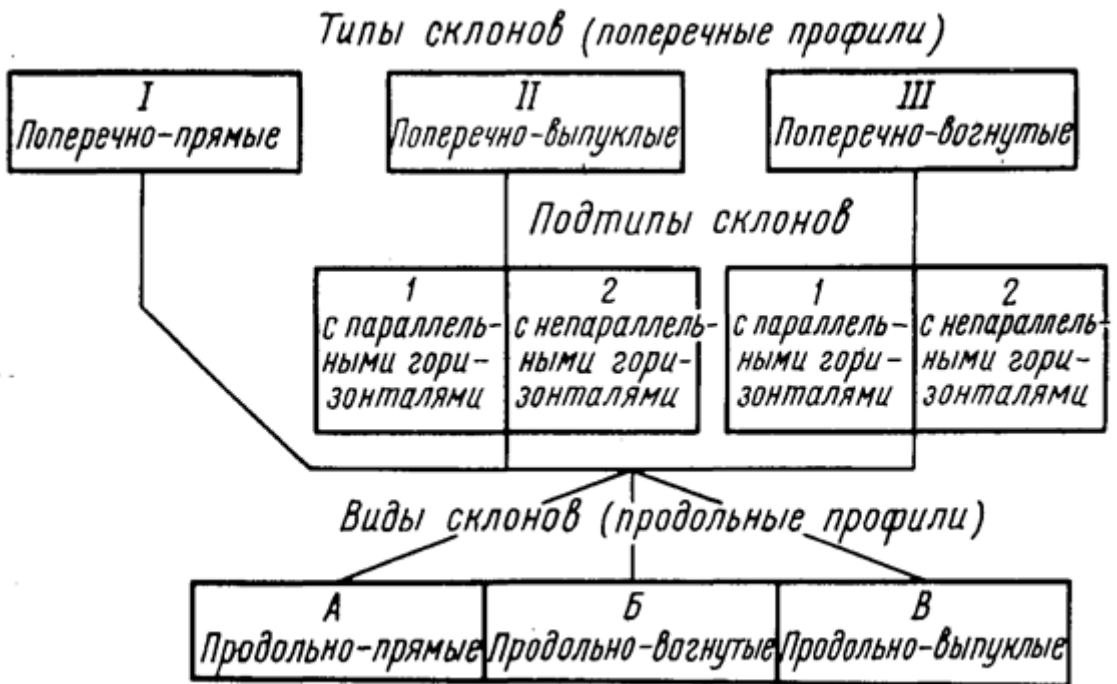 Типы склонов (поперечные профили)
I
Поперечно-прямые
II
Поперечно-выпуклые
III
Поперечно-вогнутые
Подтипы склонов
1
с параллель-
ными гори-
зонталями
2
с непараллель-
ными гори-
зонталями
1
с параллель-
ными гори-
зонталями
2
с непараллель-
ными гори-
зонталями
Виды склонов (продольные профили)
А
Продольно-прямые
Б
Продольно-вогнутые
В
Продольно-выпуклые